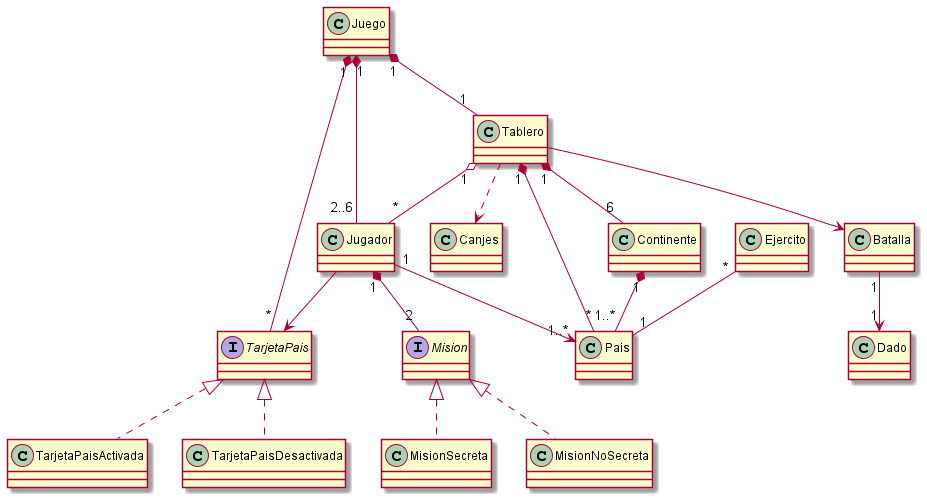 C Juego
1 1 1
1
C Tablero
1 1 1
2..6 * 6
C Jugador
C Canjes
C Continente
C Ejercito
C Batalla
1 1 1 * 1
* 2 1..* * 1..* 1 1
I TarjetaPais
I Mision
C Pais
C Dado
C TarjetaPaisActivada
C TarjetaPaisDesactivada
C MisionSecreta
C MisionNoSecreta